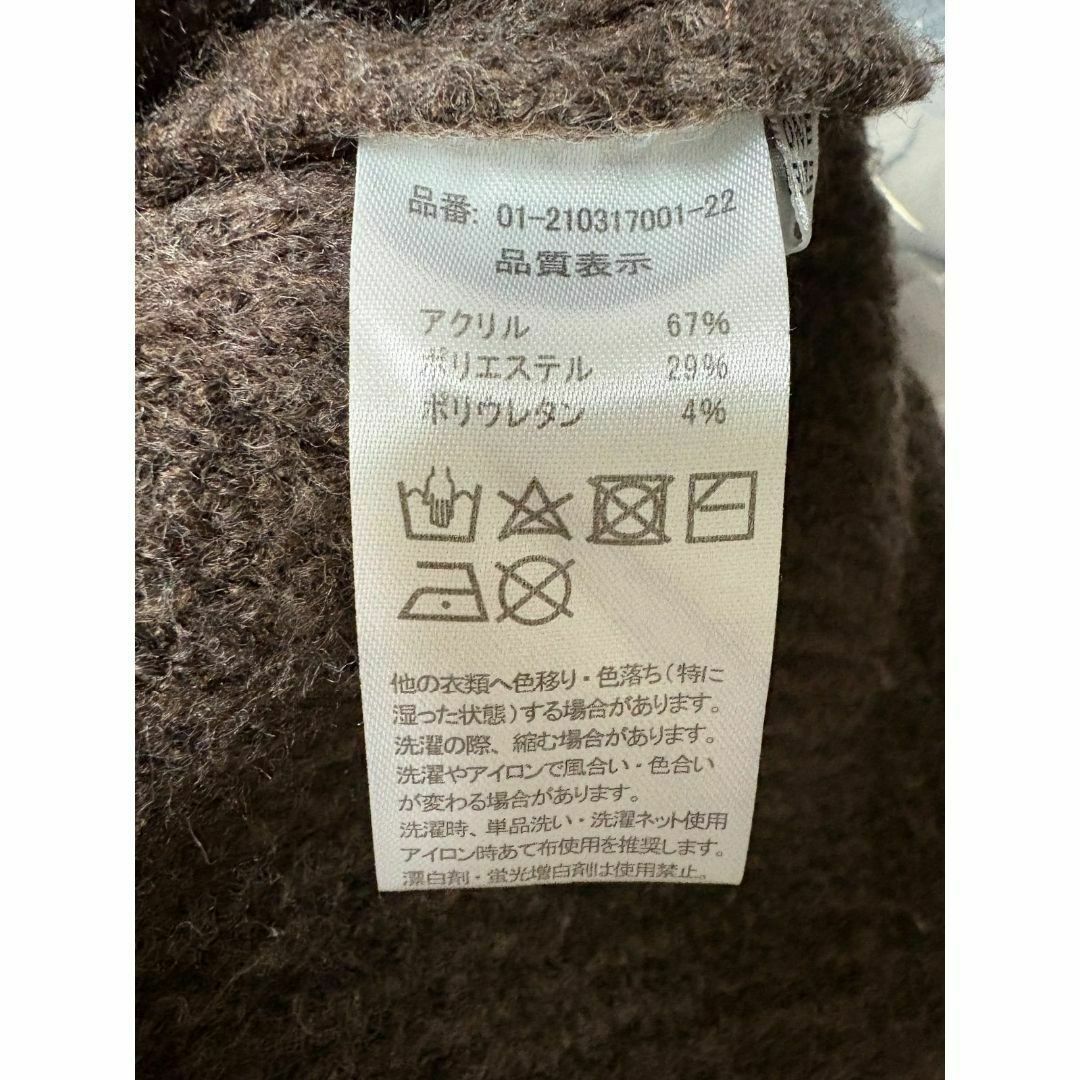 品番: 01-210317001-22
品質表示
アクリル 67%
ポリエステル 29%
ポリウレタン 4%
他の衣類へ色移り・色落ち(特に
湿った状態)する場合があります。
洗濯の際、縮む場合があります。
洗濯やアイロンで風合い・色合い
が変わる場合があります。
洗濯時、単品洗い・洗濯ネット使用
アイロン時あて布使用を推奨します。
漂白剤・蛍光増白剤は使用禁止。